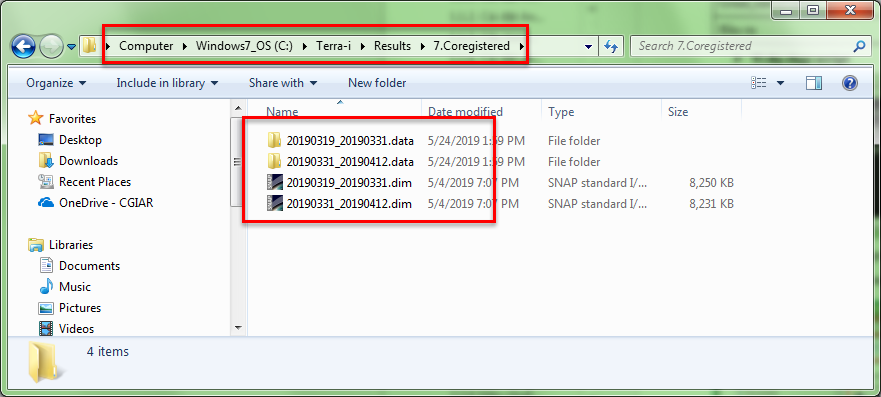 Computer ▸ Windows7_OS (C:) ▸ Terra-i ▸ Results ▸ 7.Coregistered ▸
Search 7.Coregistered
Organize Include in library Share with New folder
Name Date modified Type Size
Favorites
Desktop
Downloads
Recent Places
OneDrive - CGIAR
Libraries
Documents
Music
Pictures
Videos
20190319_20190331.data 5/24/2019 1:59 PM File folder
20190331_20190412.data 5/24/2019 1:59 PM File folder
20190319_20190331.dim 5/4/2019 7:07 PM SNAP standard I/... 8,250 KB
20190331_20190412.dim 5/4/2019 7:07 PM SNAP standard I/... 8,231 KB
4 items